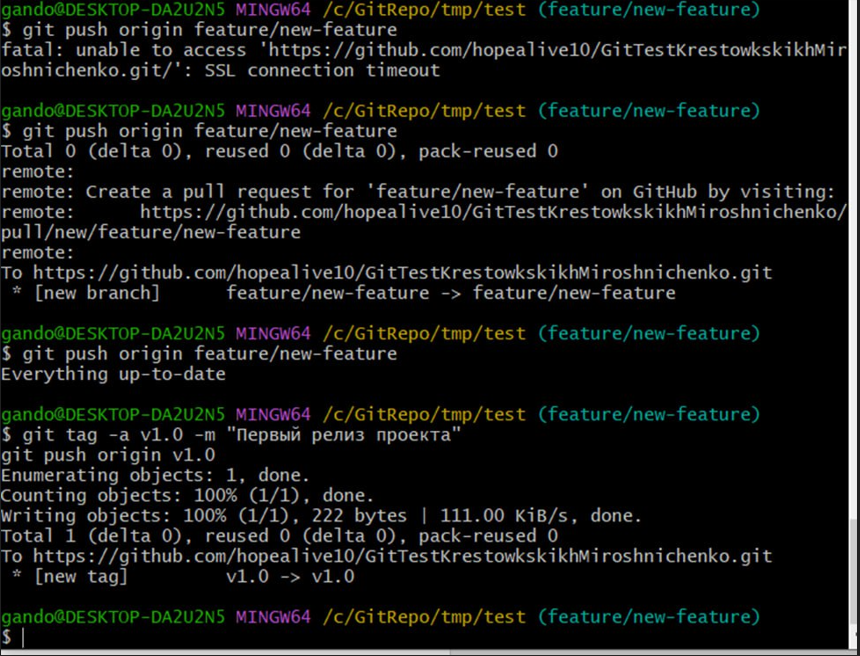 gando@DESKTOP-DA2U2N5 MINGW64 /c/GitRepo/tmp/test (feature/new-feature)
$ git push origin feature/new-feature
fatal: unable to access 'https://github.com/hopealive10/GitTestKrestowkskikhMir
oshnichenko.git/': SSL connection timeout
gando@DESKTOP-DA2U2N5 MINGW64 /c/GitRepo/tmp/test (feature/new-feature)
$ git push origin feature/new-feature
Total 0 (delta 0), reused 0 (delta 0), pack-reused 0
remote:
remote: Create a pull request for 'feature/new-feature' on GitHub by visiting:
remote:      https://github.com/hopealive10/GitTestKrestowkskikhMiroshnichenko/
pull/new/feature/new-feature
remote:
To https://github.com/hopealive10/GitTestKrestowkskikhMiroshnichenko.git
 * [new branch]      feature/new-feature -> feature/new-feature
gando@DESKTOP-DA2U2N5 MINGW64 /c/GitRepo/tmp/test (feature/new-feature)
$ git push origin feature/new-feature
Everything up-to-date
gando@DESKTOP-DA2U2N5 MINGW64 /c/GitRepo/tmp/test (feature/new-feature)
$ git tag -a v1.0 -m "Первый релиз проекта"
git push origin v1.0
Enumerating objects: 1, done.
Counting objects: 100% (1/1), done.
Writing objects: 100% (1/1), 222 bytes | 111.00 KiB/s, done.
Total 1 (delta 0), reused 0 (delta 0), pack-reused 0
To https://github.com/hopealive10/GitTestKrestowkskikhMiroshnichenko.git
 * [new tag]         v1.0 -> v1.0
gando@DESKTOP-DA2U2N5 MINGW64 /c/GitRepo/tmp/test (feature/new-feature)
$